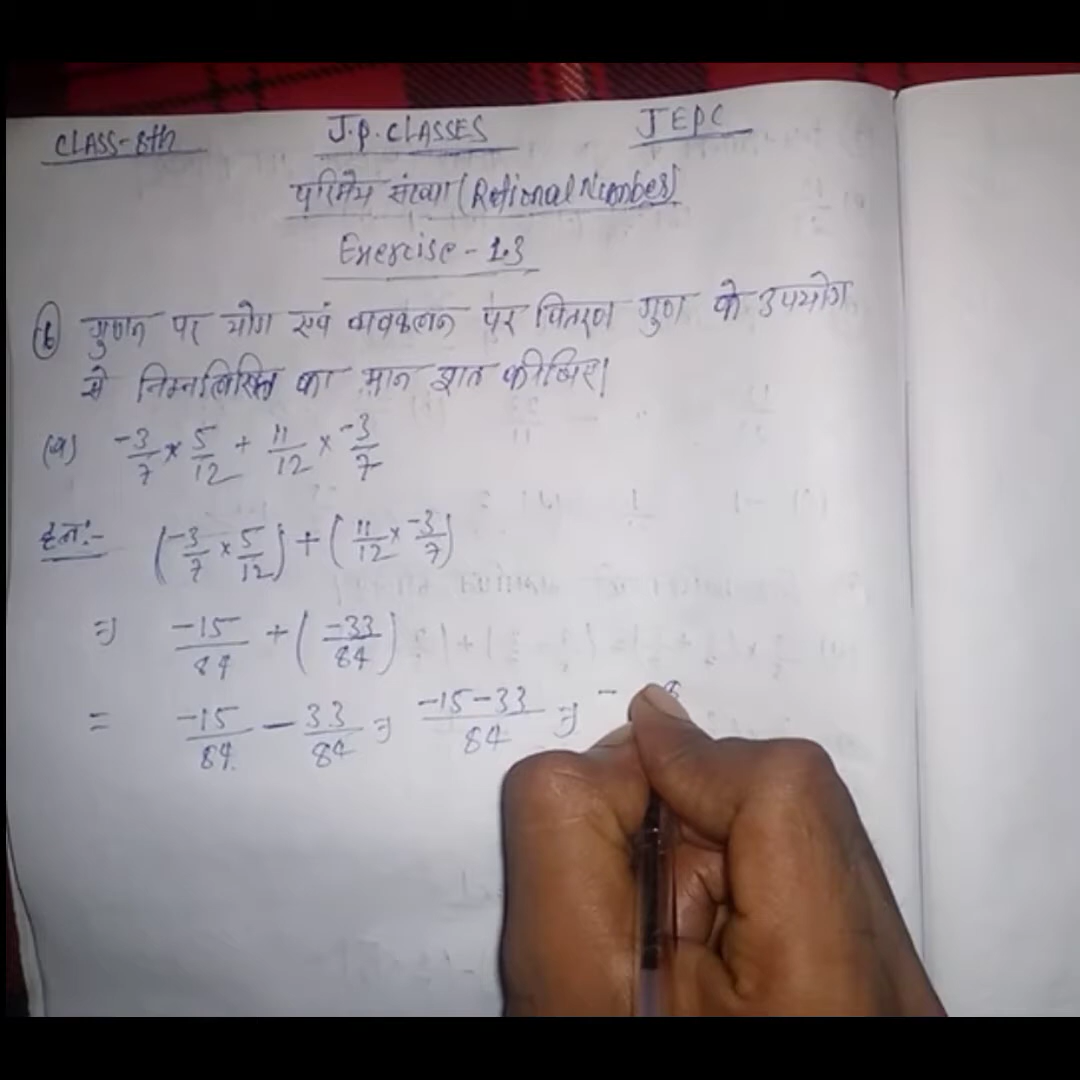 CLASS-8th J.P. CLASSES JEPC
परिमेय संख्या (Rational Number)
Exercise - 1.3
(6) गुणन पर योग एवं व्यवकलन पर वितरण गुण के उपयोग
से निम्नलिखित का मान ज्ञात कीजिए।
(a) -3/7 × 5/12 + 11/12 × -3/7
हल:- (-3/7 × 5/12) + (11/12 × -3/7)
⇒ -15/84 + (-33/84)
= -15/84 - 33/84 ⇒ -15-33/84 ⇒ - 8